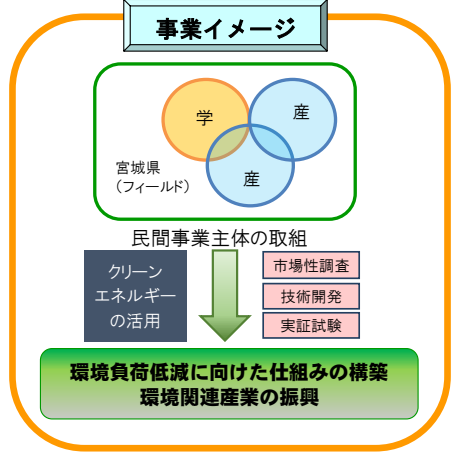 事業イメージ
学
産
産
宮城県
（フィールド）
民間事業主体の取組
クリーン
エネルギー
の活用
市場性調査
技術開発
実証試験
環境負荷低減に向けた仕組みの構築
環境関連産業の振興